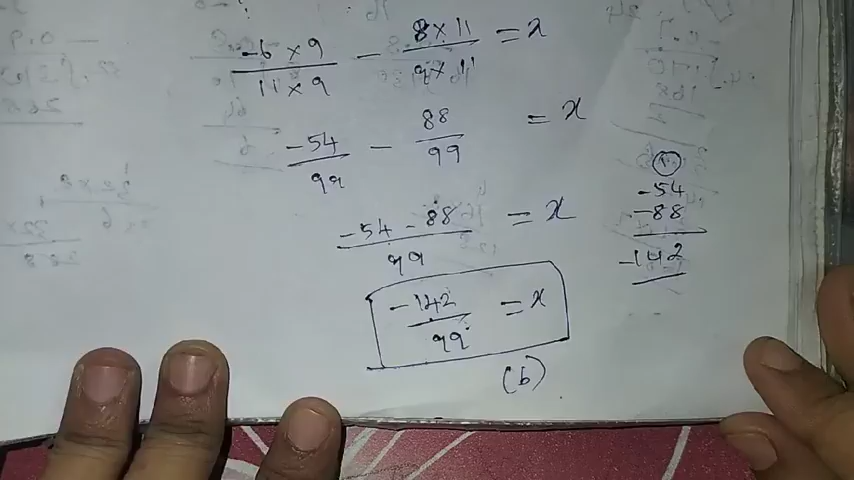 -6 × 9 / 11 × 9 - 8 × 11 / 9 × 11 = x
-54 / 99 - 88 / 99 = x
-54 - 88 / 99 = x
-142 / 99 = x
(b)
1
-54
-88
-142